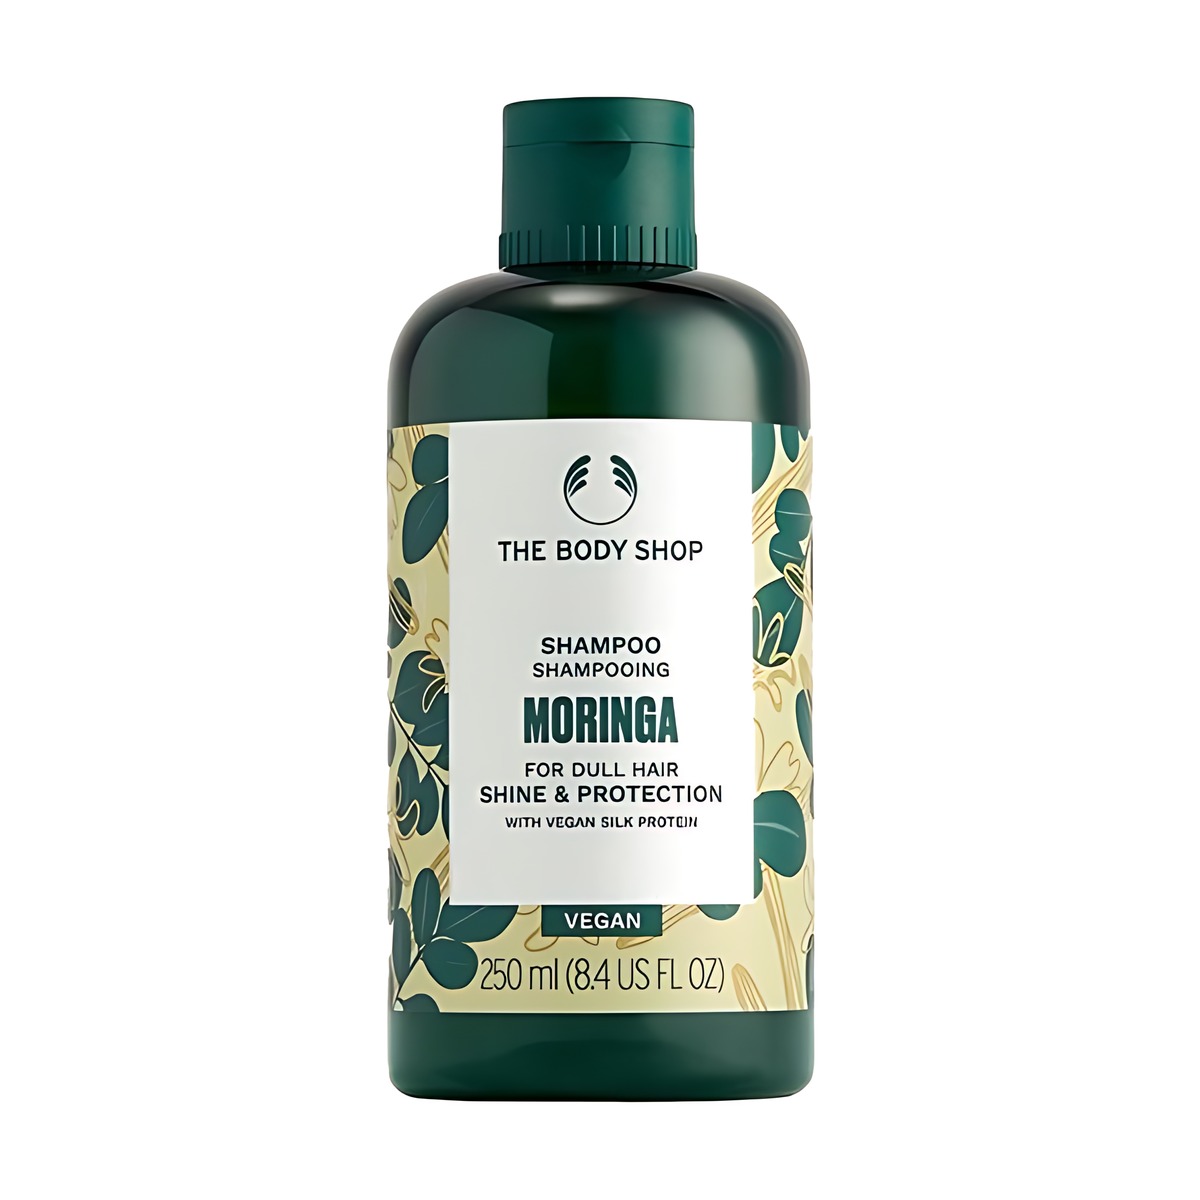 THE BODY SHOP
SHAMPOO
SHAMPOOING
MORINGA
FOR DULL HAIR
SHINE & PROTECTION
WITH VEGAN SILK PROTEIN
VEGAN
250 ml (8.4 US FL OZ)